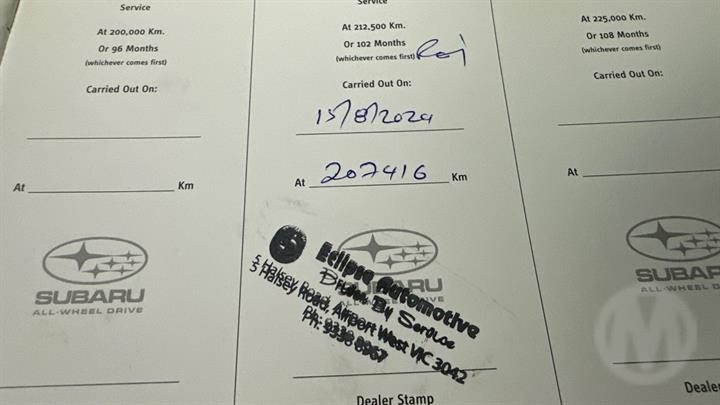 Service
At 200,000 Km.
Or 96 Months
(whichever comes first)
Carried Out On:
At Km
SUBARU
ALL-WHEEL DRIVE
Service
At 212,500 Km.
Or 102 Months
(whichever comes first)
Carried Out On:
15/8/2024
At 207416 Km
SUBARU
Eclipse Automotive
Driven By Service
5 Halsey Road, Airport West VIC 3042
Dealer Stamp
At 225,000 Km.
Or 108 Months
(whichever comes first)
Carried Out On:
At
SUBARU
ALL-WHEEL DRIVE
Dealer